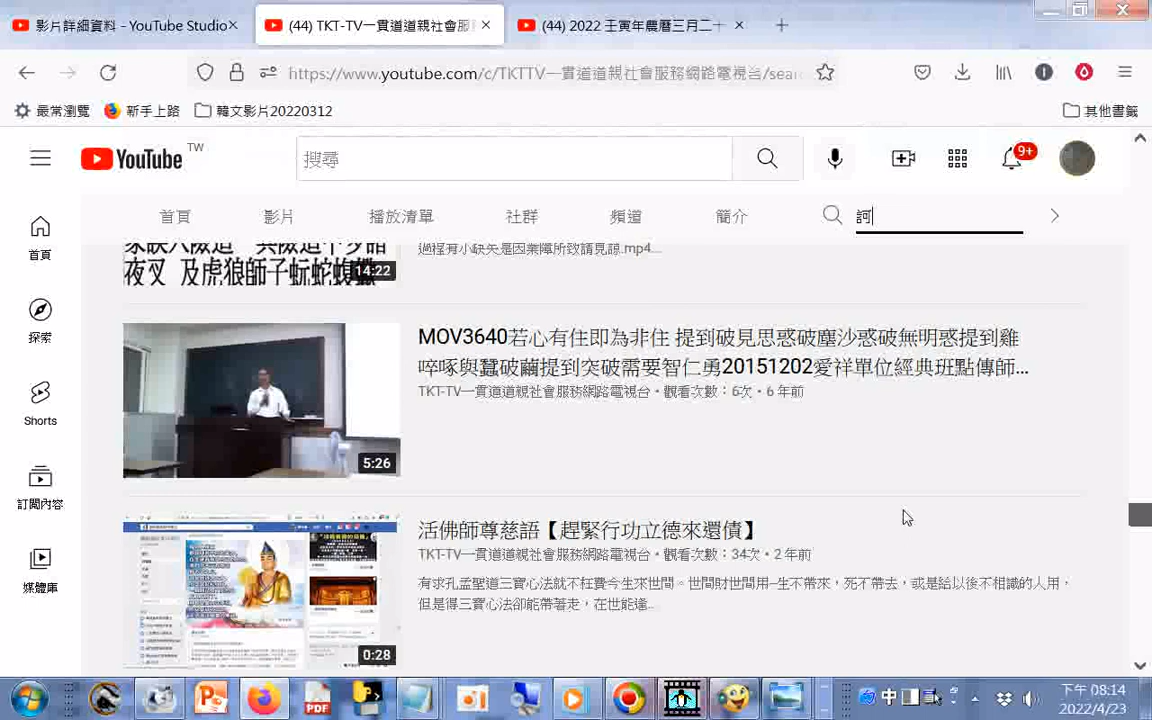 影片詳細資料 - YouTube Studio
(44) TKT-TV一貫道道親社會服
(44) 2022 壬寅年農曆三月二十
https://www.youtube.com/c/TKTTV一貫道道親社會服務網路電視台/sear
最常瀏覽
新手上路
韓文影片20220312
其他書籤
YouTube TW
搜尋
9+
首頁
影片
播放清單
社群
頻道
簡介
訶
首頁
探索
Shorts
訂閱內容
媒體庫
過程有小缺失是因業障所致請見諒.mp4...
夜叉 及虎狼師子蚖蛇蝮蠍
14:22
MOV3640若心有住即為非住 提到破見思惑破塵沙惑破無明惑提到雞
啐啄與蠶破繭提到突破需要智仁勇20151202愛祥單位經典班點傳師...
TKT-TV一貫道道親社會服務網路電視台・觀看次數：6次・6 年前
5:26
活佛師尊慈語【趕緊行功立德來還債】
TKT-TV一貫道道親社會服務網路電視台・觀看次數：34次・2 年前
有求孔孟聖道三寶心法就不枉費今生來世間。世間財世間用一生不帶來，死不帶去，或是給以後不相識的人用，
但是得三寶心法卻能帶著走，在世能達...
0:28
PDF
中
下午 08:14
2022/4/23